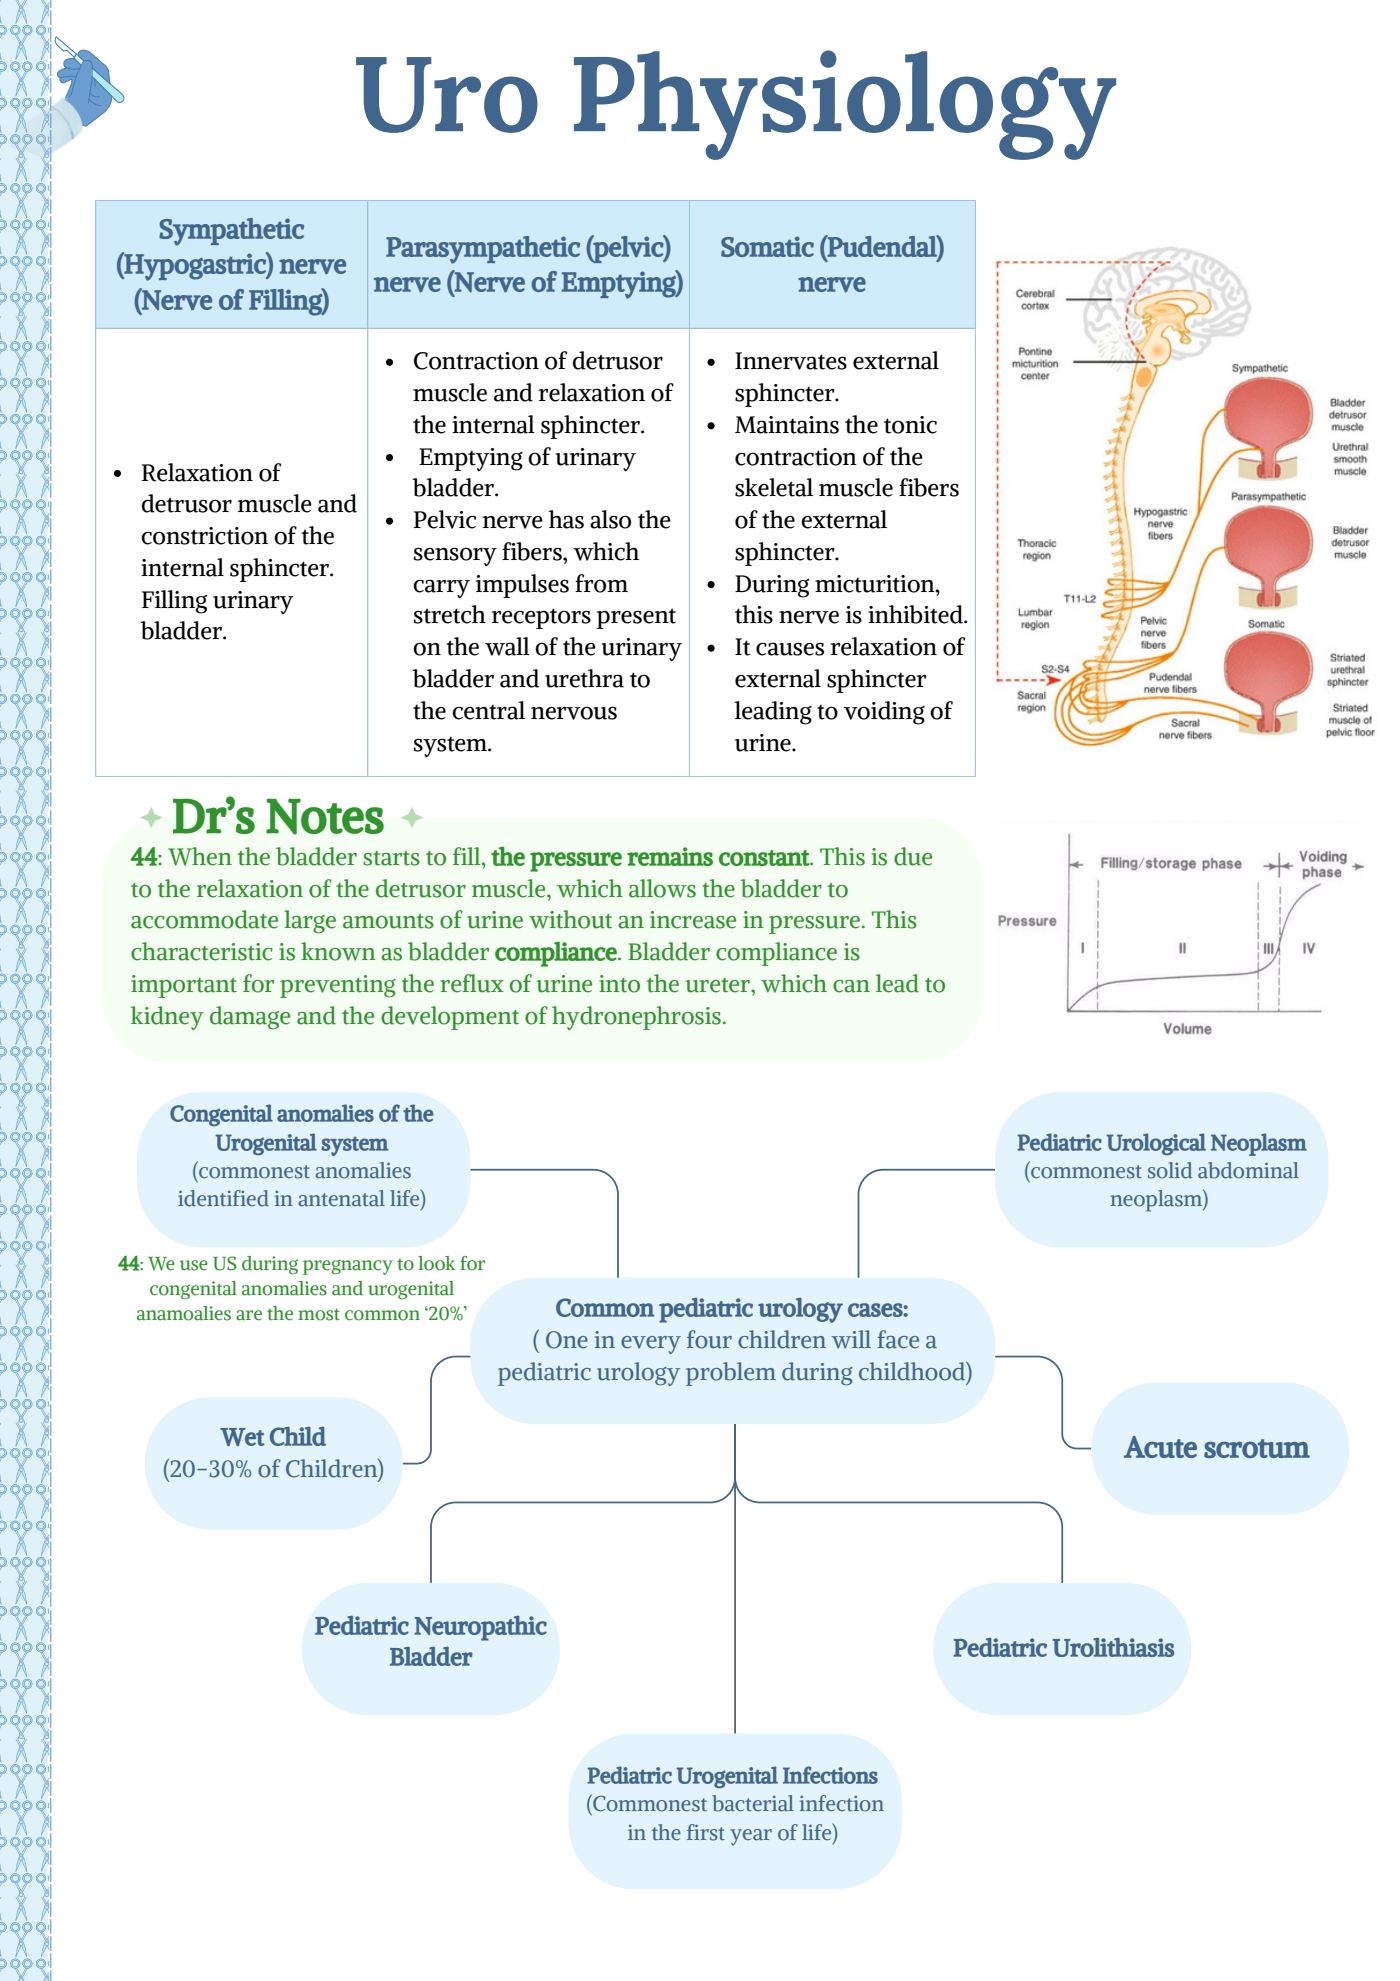 Uro Physiology
Sympathetic
(Hypogastric) nerve
(Nerve of Filling)
Parasympathetic (pelvic)
nerve (Nerve of Emptying)
Somatic (Pudendal)
nerve
• Relaxation of
detrusor muscle and
constriction of the
internal sphincter.
Filling urinary
bladder.
• Contraction of detrusor
muscle and relaxation of
the internal sphincter.
• Emptying of urinary
bladder.
• Pelvic nerve has also the
sensory fibers, which
carry impulses from
stretch receptors present
on the wall of the urinary
bladder and urethra to
the central nervous
system.
• Innervates external
sphincter.
• Maintains the tonic
contraction of the
skeletal muscle fibers
of the external
sphincter.
• During micturition,
this nerve is inhibited.
• It causes relaxation of
external sphincter
leading to voiding of
urine.
Cerebral
cortex
Pontine
micturition
center
Sympathetic
Bladder
detrusor
muscle
Urethral
smooth
muscle
Parasympathetic
Hypogastric
nerve
fibers
Bladder
detrusor
muscle
Thoracic
region
T11-L2
Lumbar
region
Pelvic
nerve
fibers
Somatic
S2-S4
Pudendal
nerve fibers
Striated
urethral
sphincter
Sacral
region
Sacral
nerve fibers
Striated
muscle of
pelvic floor
Dr's Notes
44: When the bladder starts to fill, the pressure remains constant. This is due
to the relaxation of the detrusor muscle, which allows the bladder to
accommodate large amounts of urine without an increase in pressure. This
characteristic is known as bladder compliance. Bladder compliance is
important for preventing the reflux of urine into the ureter, which can lead to
kidney damage and the development of hydronephrosis.
Filling/storage phase
Voiding
phase
Pressure
I
II
III
IV
Volume
Congenital anomalies of the
Urogenital system
(commonest anomalies
identified in antenatal life)
Pediatric Urological Neoplasm
(commonest solid abdominal
neoplasm)
44: We use US during pregnancy to look for
congenital anomalies and urogenital
anamoalies are the most common ‘20%’
Common pediatric urology cases:
( One in every four children will face a
pediatric urology problem during childhood)
Wet Child
(20-30% of Children)
Acute scrotum
Pediatric Neuropathic
Bladder
Pediatric Urolithiasis
Pediatric Urogenital Infections
(Commonest bacterial infection
in the first year of life)